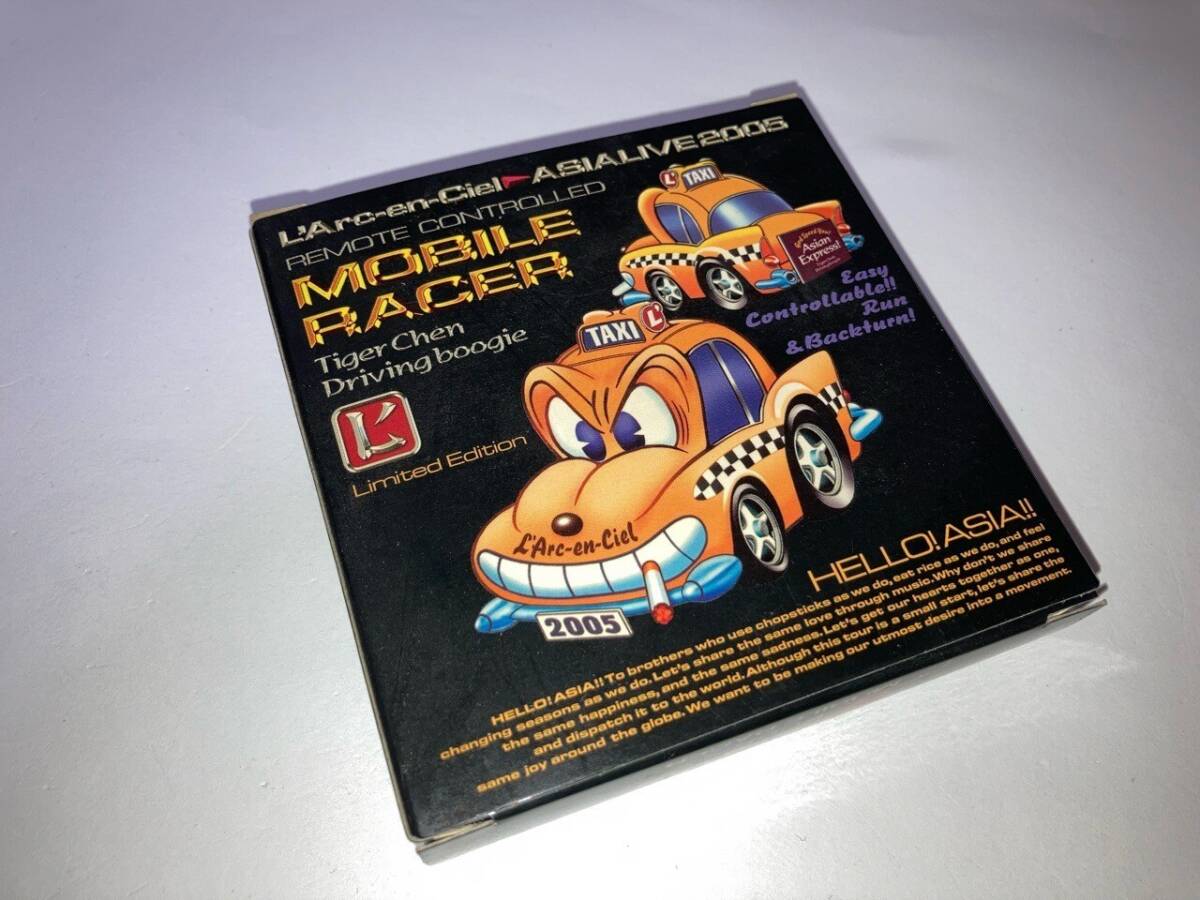 L'Arc-en-Ciel ASIALIVE2005
REMOTE CONTROLLED
MOBILE
RACER
Tiger Chen
Driving boogie
L'
Limited Edition
L' TAXI
Asian
Express!
Easy
Controllable!!
Run
& Backturn!
TAXI L'
L'Arc-en-Ciel
2005
HELLO! ASIA!!
HELLO! ASIA!! To brothers who use chopsticks as we do, eat rice as we do, and feel
changing seasons as we do. Let's share the same love through music. Why don't we share
the same happiness, and the same sadness. Let's get our hearts together as one,
and dispatch it to the world. Although this tour is a small start, let's share the
same joy around the globe. We want to be making our utmost desire into a movement.